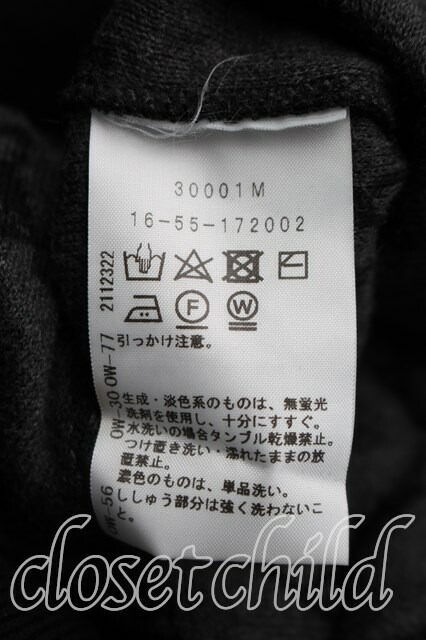 30001M
16-55-172002
F
W
引っかけ注意。
生成・淡色系のものは、無蛍光
洗剤を使用し、十分にすすぐ。
水洗いの場合タンブル乾燥禁止。
つけ置き洗い・濡れたままの放
置禁止。
濃色のものは、単品洗い。
ししゅう部分は強く洗わないこ
と。
2112322
OW-30 OW-77
closet child